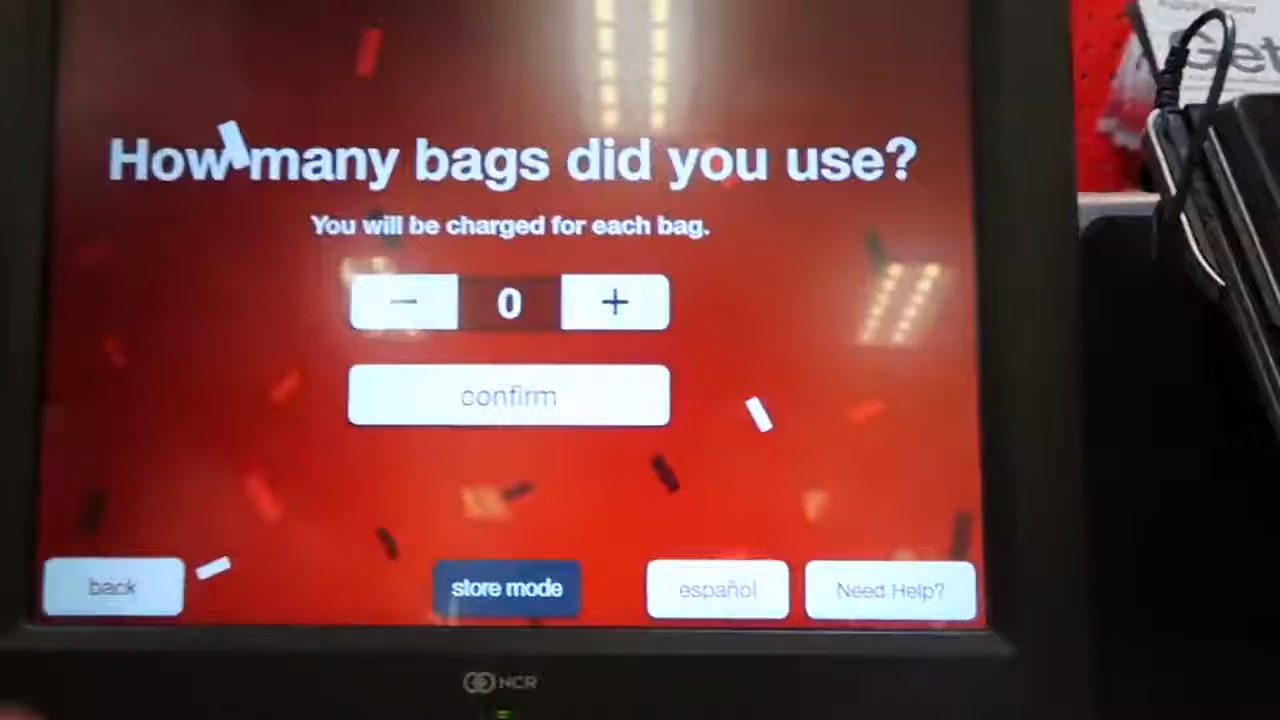 Get
How many bags did you use?
You will be charged for each bag.
− 0 +
confirm
back
store mode
español
Need Help?
NCR